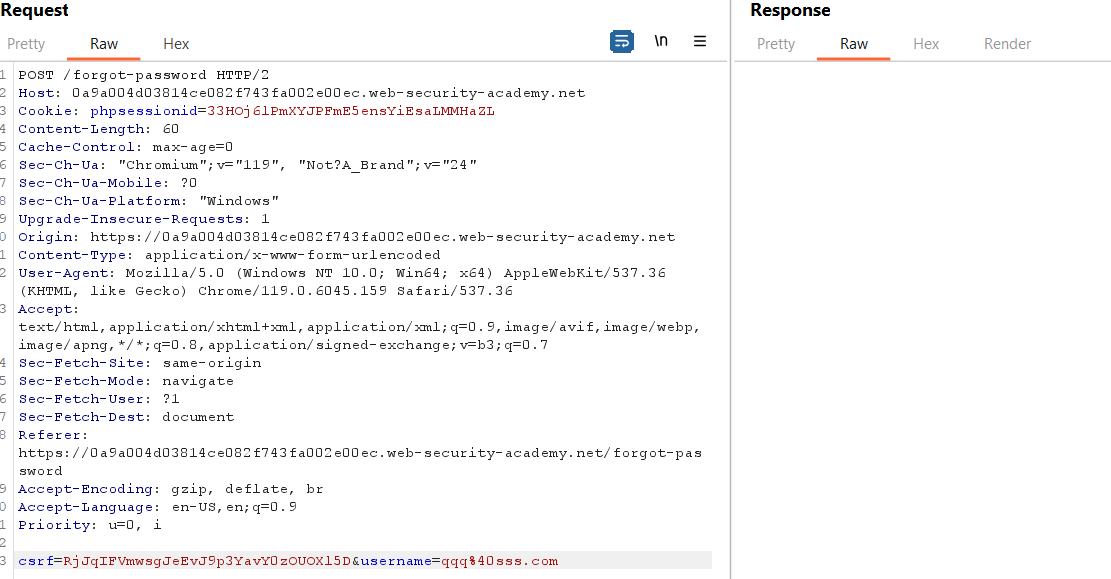 Request
Response
Pretty Raw Hex \n
Pretty Raw Hex Render
1 POST /forgot-password HTTP/2
2 Host: 0a9a004d03814ce082f743fa002e00ec.web-security-academy.net
3 Cookie: phpsessionid=33HOj6lPmXYJPFmE5ensYiEsaLMMHaZL
4 Content-Length: 60
5 Cache-Control: max-age=0
6 Sec-Ch-Ua: "Chromium";v="119", "Not?A_Brand";v="24"
7 Sec-Ch-Ua-Mobile: ?0
8 Sec-Ch-Ua-Platform: "Windows"
9 Upgrade-Insecure-Requests: 1
0 Origin: https://0a9a004d03814ce082f743fa002e00ec.web-security-academy.net
1 Content-Type: application/x-www-form-urlencoded
2 User-Agent: Mozilla/5.0 (Windows NT 10.0; Win64; x64) AppleWebKit/537.36
(KHTML, like Gecko) Chrome/119.0.6045.159 Safari/537.36
3 Accept:
text/html,application/xhtml+xml,application/xml;q=0.9,image/avif,image/webp,
image/apng,*/*;q=0.8,application/signed-exchange;v=b3;q=0.7
4 Sec-Fetch-Site: same-origin
5 Sec-Fetch-Mode: navigate
6 Sec-Fetch-User: ?1
7 Sec-Fetch-Dest: document
8 Referer:
https://0a9a004d03814ce082f743fa002e00ec.web-security-academy.net/forgot-pas
sword
9 Accept-Encoding: gzip, deflate, br
0 Accept-Language: en-US,en;q=0.9
1 Priority: u=0, i
2
3 csrf=RjJqIFVmwsgJeEvJ9p3YavY0zOUOXl5D&username=qqq%40sss.com